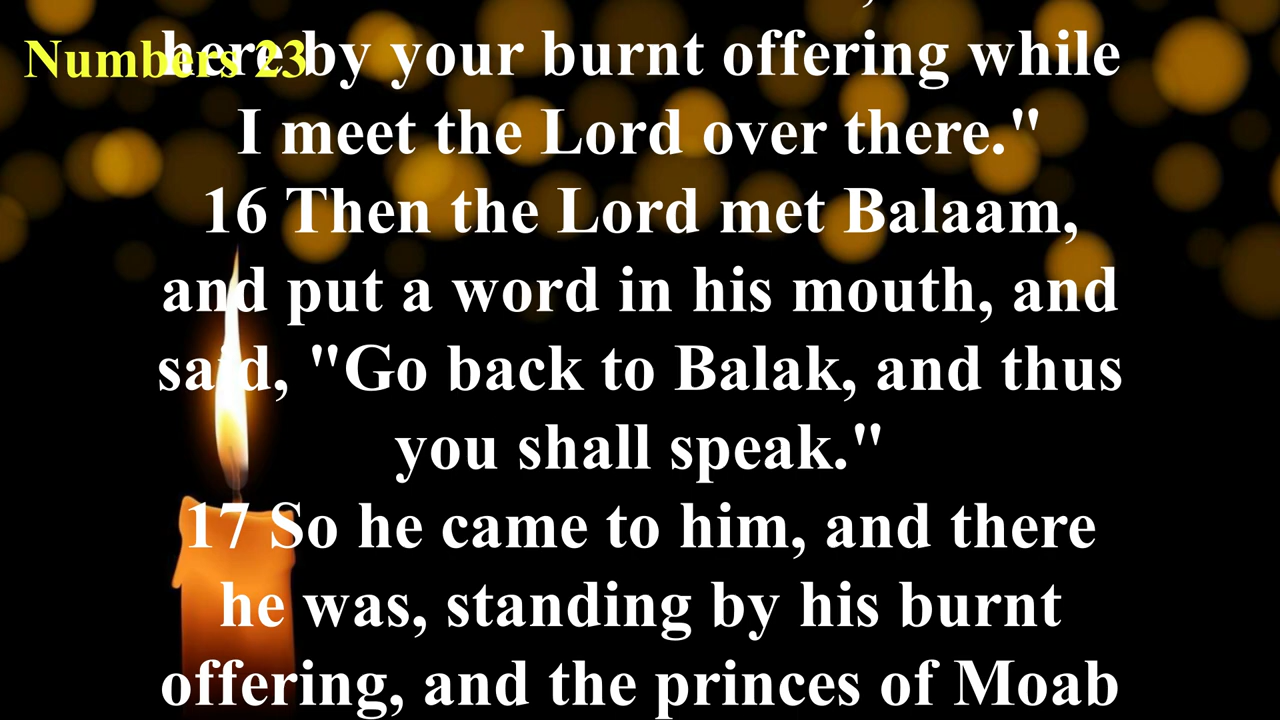 Numbers 23
here by your burnt offering while
I meet the Lord over there."
16 Then the Lord met Balaam,
and put a word in his mouth, and
said, "Go back to Balak, and thus
you shall speak."
17 So he came to him, and there
he was, standing by his burnt
offering, and the princes of Moab